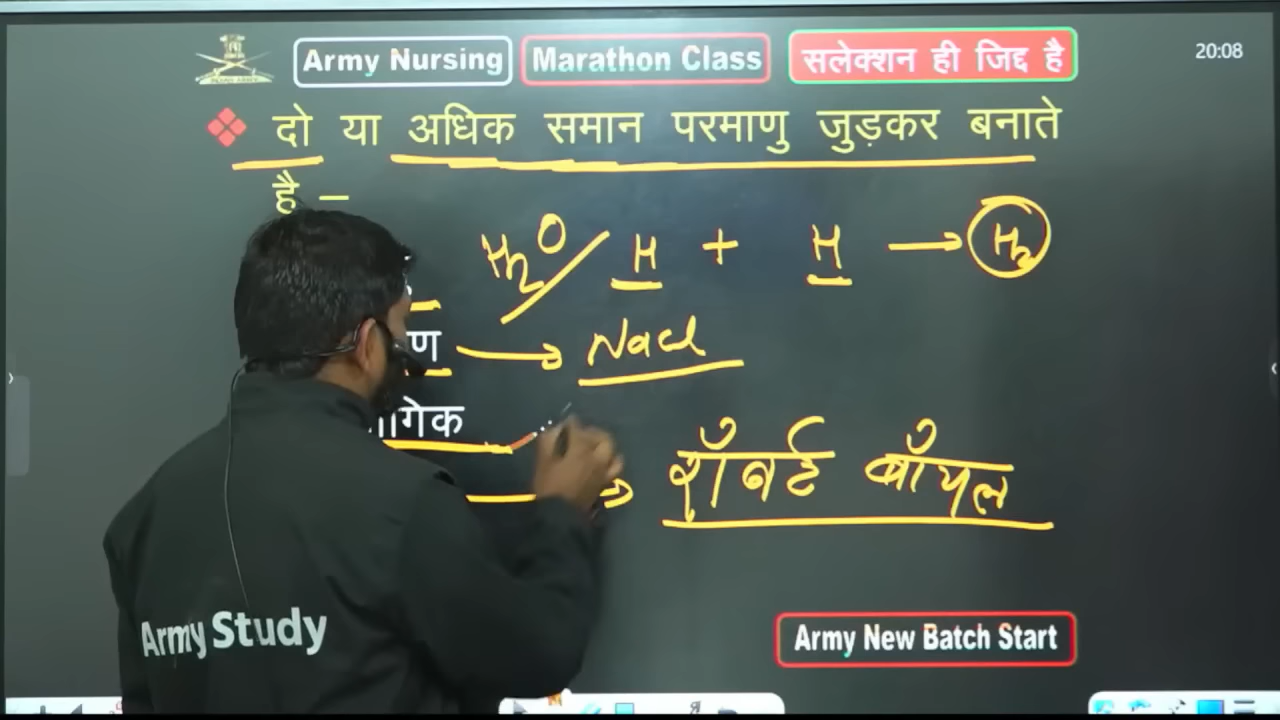 Army Nursing Marathon Class सलेक्शन ही जिद्द है 20:08
दो या अधिक समान परमाणु जुड़कर बनाते
है –
H2O H + H → H2
→ NaCl
रॉबर्ट बॉयल
Army Study
Army New Batch Start